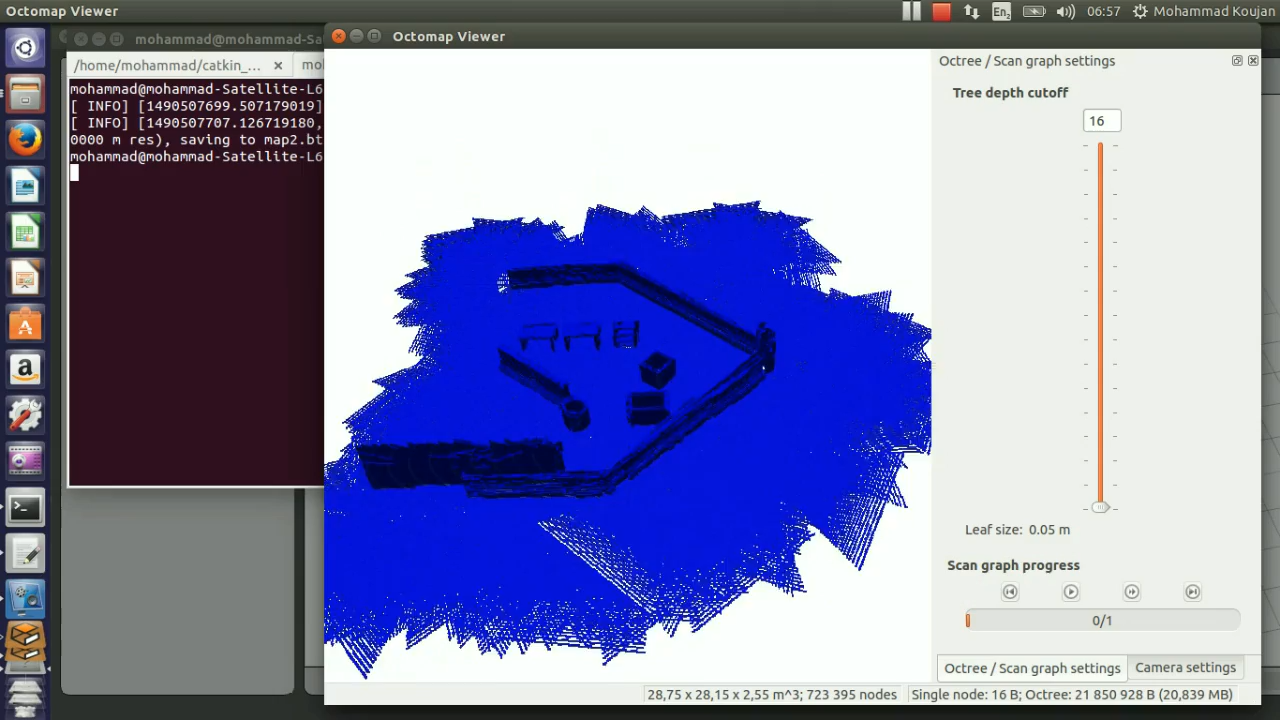 Octomap Viewer
En2
06:57
Mohammad Koujan
mohammad@mohammad-Sa
Octomap Viewer
/home/mohammad/catkin_...
mo
mohammad@mohammad-Satellite-L6
[ INFO] [1490507699.507179019]
[ INFO] [1490507707.126719180,
0000 m res), saving to map2.bt
mohammad@mohammad-Satellite-L6
Octree / Scan graph settings
Tree depth cutoff
16
Leaf size: 0.05 m
Scan graph progress
0/1
Octree / Scan graph settings
Camera settings
28,75 x 28,15 x 2,55 m^3; 723 395 nodes
Single node: 16 B; Octree: 21 850 928 B (20,839 MB)